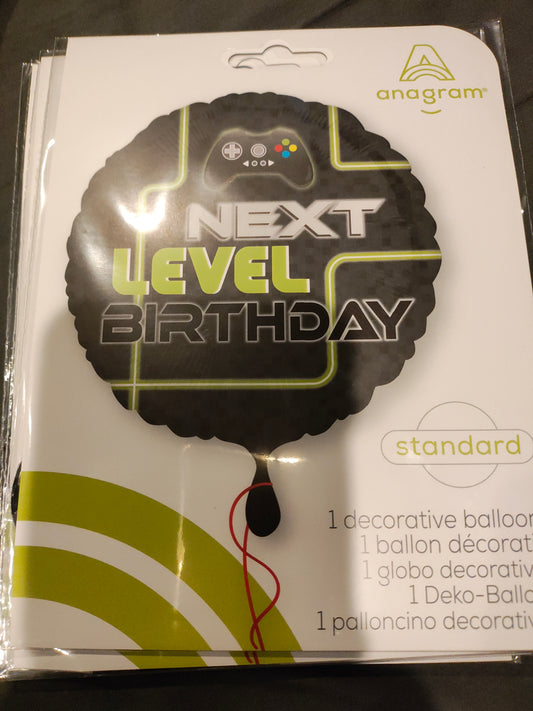 anagram®
NEXT
LEVEL
BIRTHDAY
standard
1 decorative balloon
1 ballon décorati
1 globo decorativ
1 Deko-Ballo
1 palloncino decorativ